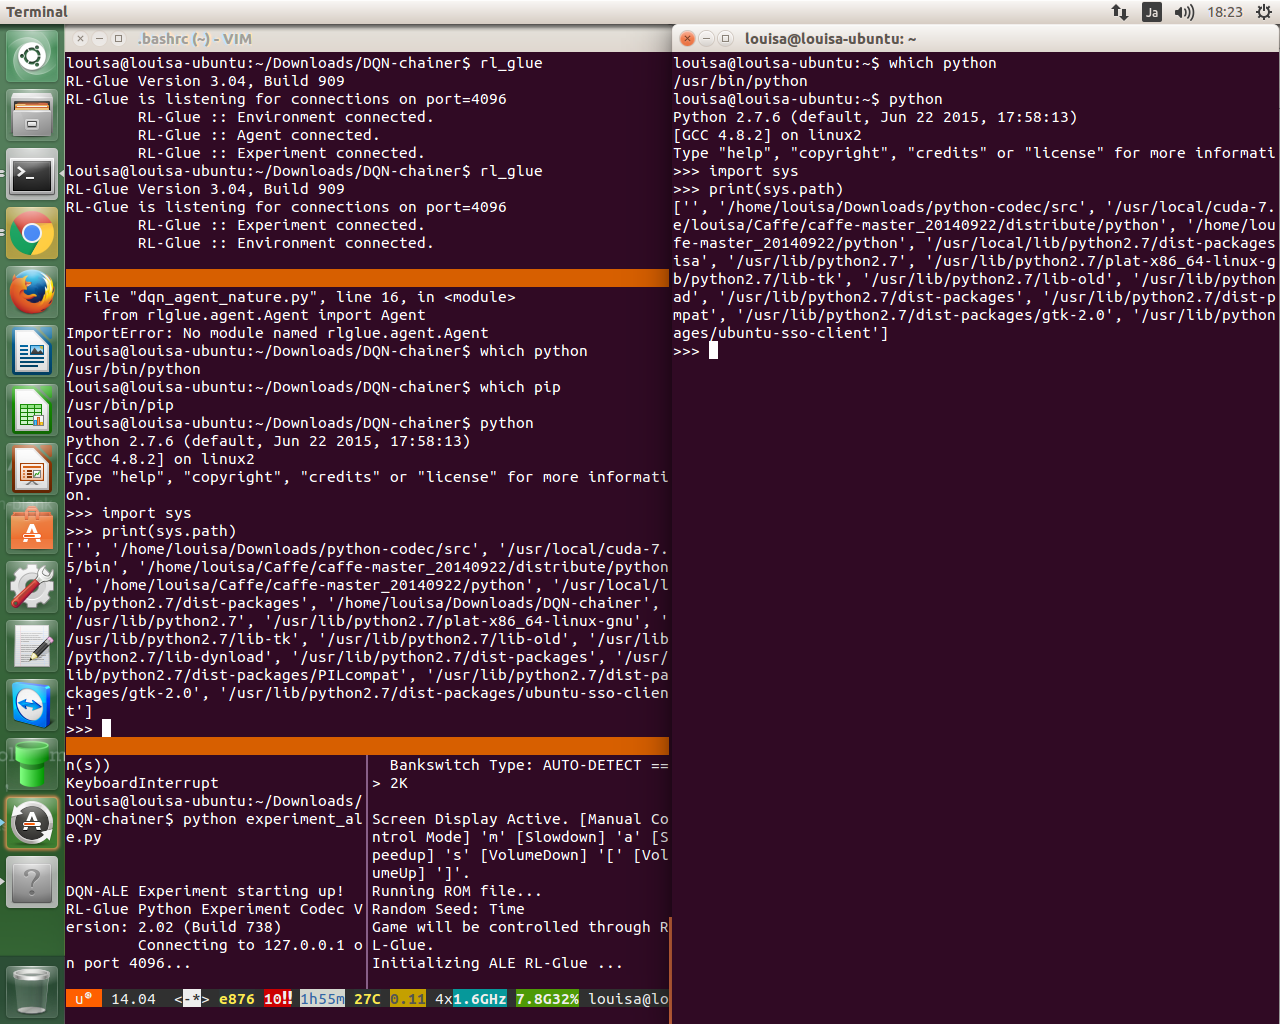 Terminal
Ja
18:23
.bashrc (~) - VIM
louisa@louisa-ubuntu:~/Downloads/DQN-chainer$ rl_glue
RL-Glue Version 3.04, Build 909
RL-Glue is listening for connections on port=4096
RL-Glue :: Environment connected.
RL-Glue :: Agent connected.
RL-Glue :: Experiment connected.
louisa@louisa-ubuntu:~/Downloads/DQN-chainer$ rl_glue
RL-Glue Version 3.04, Build 909
RL-Glue is listening for connections on port=4096
RL-Glue :: Experiment connected.
RL-Glue :: Environment connected.
File "dqn_agent_nature.py", line 16, in <module>
from rlglue.agent.Agent import Agent
ImportError: No module named rlglue.agent.Agent
louisa@louisa-ubuntu:~/Downloads/DQN-chainer$ which python
/usr/bin/python
louisa@louisa-ubuntu:~/Downloads/DQN-chainer$ which pip
/usr/bin/pip
louisa@louisa-ubuntu:~/Downloads/DQN-chainer$ python
Python 2.7.6 (default, Jun 22 2015, 17:58:13)
[GCC 4.8.2] on linux2
Type "help", "copyright", "credits" or "license" for more informati
on.
>>> import sys
>>> print(sys.path)
['', '/home/louisa/Downloads/python-codec/src', '/usr/local/cuda-7.
5/bin', '/home/louisa/Caffe/caffe-master_20140922/distribute/python
', '/home/louisa/Caffe/caffe-master_20140922/python', '/usr/local/l
ib/python2.7/dist-packages', '/home/louisa/Downloads/DQN-chainer',
'/usr/lib/python2.7', '/usr/lib/python2.7/plat-x86_64-linux-gnu', '
/usr/lib/python2.7/lib-tk', '/usr/lib/python2.7/lib-old', '/usr/lib
/python2.7/lib-dynload', '/usr/lib/python2.7/dist-packages', '/usr/
lib/python2.7/dist-packages/PILcompat', '/usr/lib/python2.7/dist-pa
ckages/gtk-2.0', '/usr/lib/python2.7/dist-packages/ubuntu-sso-clien
t']
>>>
n(s))
KeyboardInterrupt
louisa@louisa-ubuntu:~/Downloads/
DQN-chainer$ python experiment_al
e.py
DQN-ALE Experiment starting up!
RL-Glue Python Experiment Codec V
ersion: 2.02 (Build 738)
Connecting to 127.0.0.1 o
n port 4096...
Bankswitch Type: AUTO-DETECT ==
> 2K
Screen Display Active. [Manual Co
ntrol Mode] 'm' [Slowdown] 'a' [S
peedup] 's' [VolumeDown] '[' [Vol
umeUp] ']'.
Running ROM file...
Random Seed: Time
Game will be controlled through R
L-Glue.
Initializing ALE RL-Glue ...
u® 14.04 <-*> e876 10!! 1h55m 27C 0.11 4x1.6GHz 7.8G32% louisa@lo
louisa@louisa-ubuntu: ~
louisa@louisa-ubuntu:~$ which python
/usr/bin/python
louisa@louisa-ubuntu:~$ python
Python 2.7.6 (default, Jun 22 2015, 17:58:13)
[GCC 4.8.2] on linux2
Type "help", "copyright", "credits" or "license" for more informati
>>> import sys
>>> print(sys.path)
['', '/home/louisa/Downloads/python-codec/src', '/usr/local/cuda-7.
e/louisa/Caffe/caffe-master_20140922/distribute/python', '/home/lou
fe-master_20140922/python', '/usr/local/lib/python2.7/dist-packages
isa', '/usr/lib/python2.7', '/usr/lib/python2.7/plat-x86_64-linux-g
b/python2.7/lib-tk', '/usr/lib/python2.7/lib-old', '/usr/lib/python
ad', '/usr/lib/python2.7/dist-packages', '/usr/lib/python2.7/dist-p
mpat', '/usr/lib/python2.7/dist-packages/gtk-2.0', '/usr/lib/python
ages/ubuntu-sso-client']
>>>